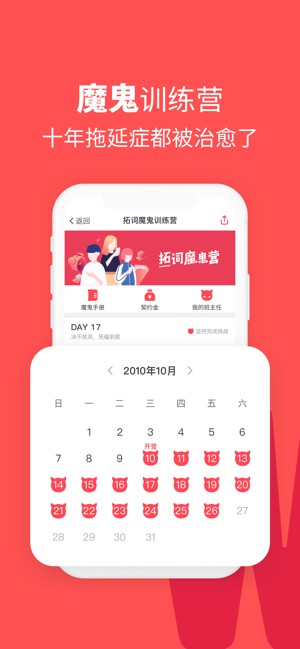 魔鬼训练营
十年拖延症都被治愈了
返回 拓词魔鬼训练营
拓词魔鬼营
魔鬼手册 契约金 我的班主任
DAY 17
决不放弃，死磕到底 坚持完成挑战
2010年10月
日 一 二 三 四 五 六
1 2 3 4 5 6
开营
7 8 9 10 11 12 13
14 15 16 17 18 19 20
21 22 23 24 25 26 27
28 29 30 31